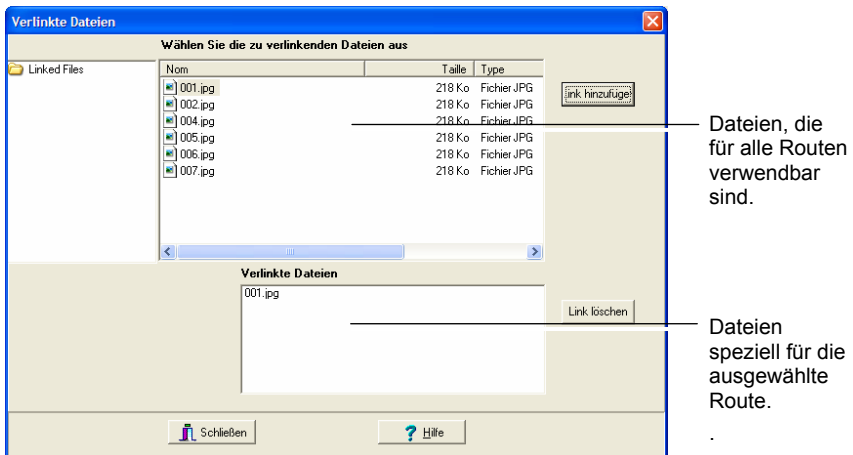 Verlinkte Dateien
Wählen Sie die zu verlinkenden Dateien aus
Linked Files
Nom Taille Type
001.jpg 218 Ko Fichier JPG
002.jpg 218 Ko Fichier JPG
004.jpg 218 Ko Fichier JPG
005.jpg 218 Ko Fichier JPG
006.jpg 218 Ko Fichier JPG
007.jpg 218 Ko Fichier JPG
ink hinzufüge
Dateien, die
für alle Routen
verwendbar
sind.
Verlinkte Dateien
001.jpg
Link löschen
Dateien
speziell für die
ausgewählte
Route.
.
Schließen
Hilfe